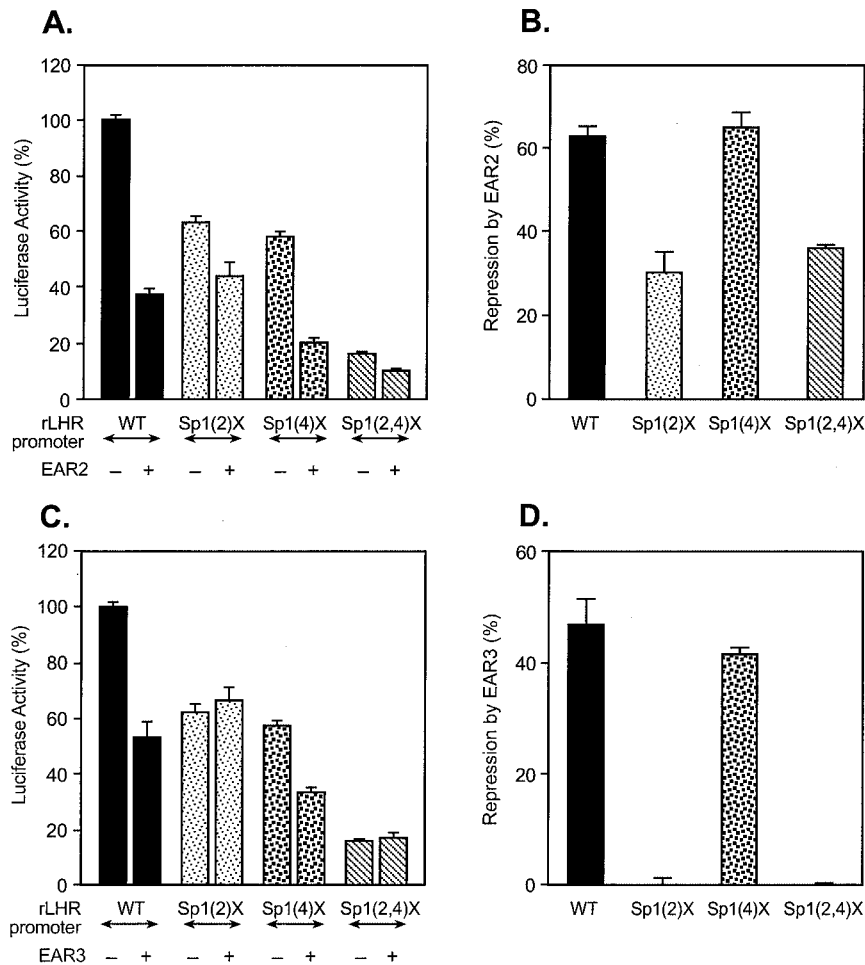 A.
Luciferase Activity (%)
120
100
80
60
40
20
0
rLHR promoter
WT Sp1(2)X Sp1(4)X Sp1(2,4)X
EAR2 – + – + – + – +
B.
Repression by EAR2 (%)
80
60
40
20
0
WT Sp1(2)X Sp1(4)X Sp1(2,4)X
C.
Luciferase Activity (%)
120
100
80
60
40
20
0
rLHR promoter
WT Sp1(2)X Sp1(4)X Sp1(2,4)X
EAR3 – + – + – + – +
D.
Repression by EAR3 (%)
60
40
20
0
WT Sp1(2)X Sp1(4)X Sp1(2,4)X